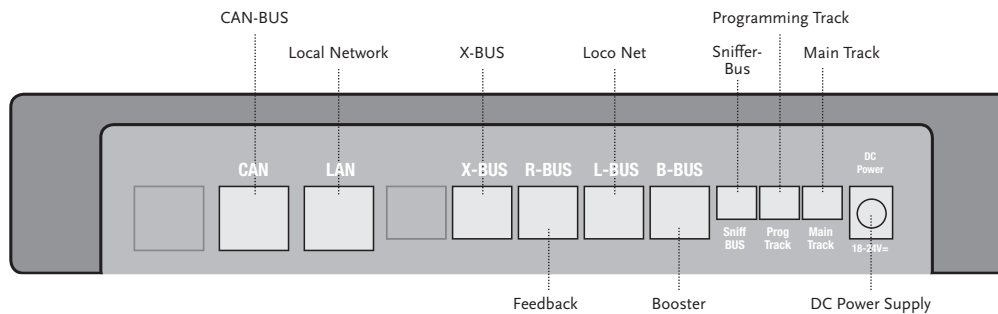 CAN-BUS
Programming Track
Local Network
X-BUS
Loco Net
Sniffer-
Bus
Main Track
CAN
LAN
X-BUS
R-BUS
L-BUS
B-BUS
DC
Power
Sniff
BUS
Prog
Track
Main
Track
18-24V=
Feedback
Booster
DC Power Supply